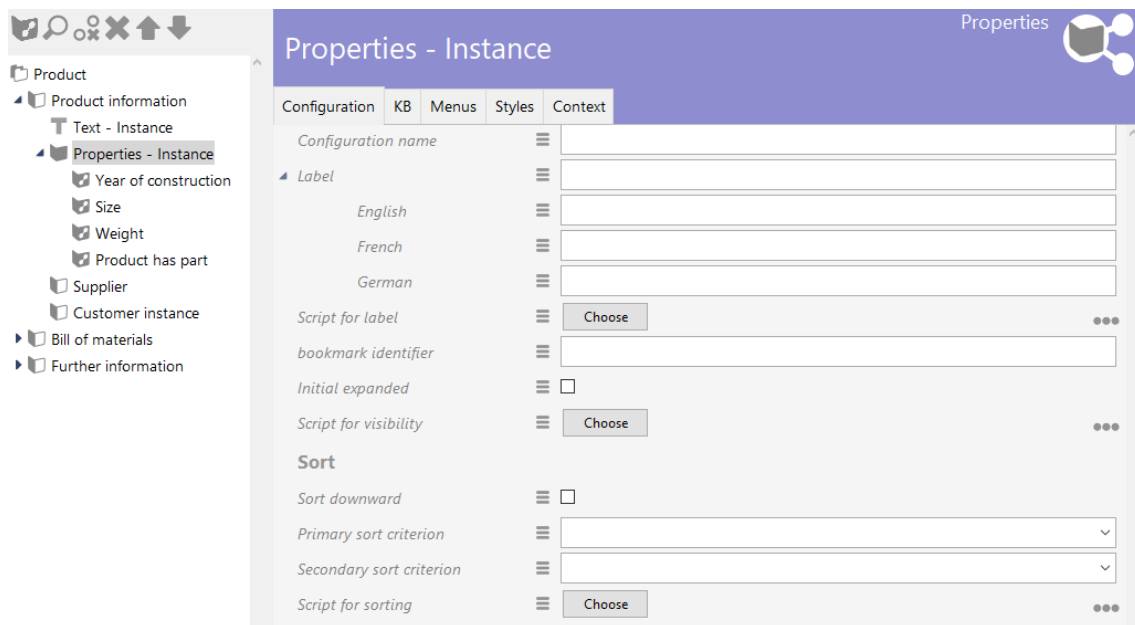 Product
Product information
Text - Instance
Properties - Instance
Year of construction
Size
Weight
Product has part
Supplier
Customer instance
Bill of materials
Further information
Properties - Instance
Properties
Configuration KB Menus Styles Context
Configuration name
Label
English
French
German
Script for label Choose
bookmark identifier
Initial expanded
Script for visibility Choose
Sort
Sort downward
Primary sort criterion
Secondary sort criterion
Script for sorting Choose